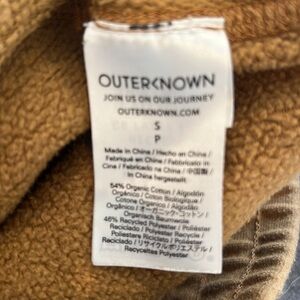 OUTERKNOWN
JOIN US ON OUR JOURNEY
OUTERKNOWN.COM
S
P
Made in China / Hecho en China /
Fabriqué en China / Fabricado in
Cina / Fabricado na China / 中国製 /
In China hergestellt
54% Organic Cotton / Algodón
Orgánico / Coton Biologique /
Cotone Organico / Algodão
Orgânico / オーガニック・コットン /
Organisch Baumwolle
46% Recycled Polyester / Poliéster
Reciclado / Polyester Recyclé /
Poliestere Riciclato / Poliéster
Reciclado / リサイクルポリエステル /
Recyceltes Polyester